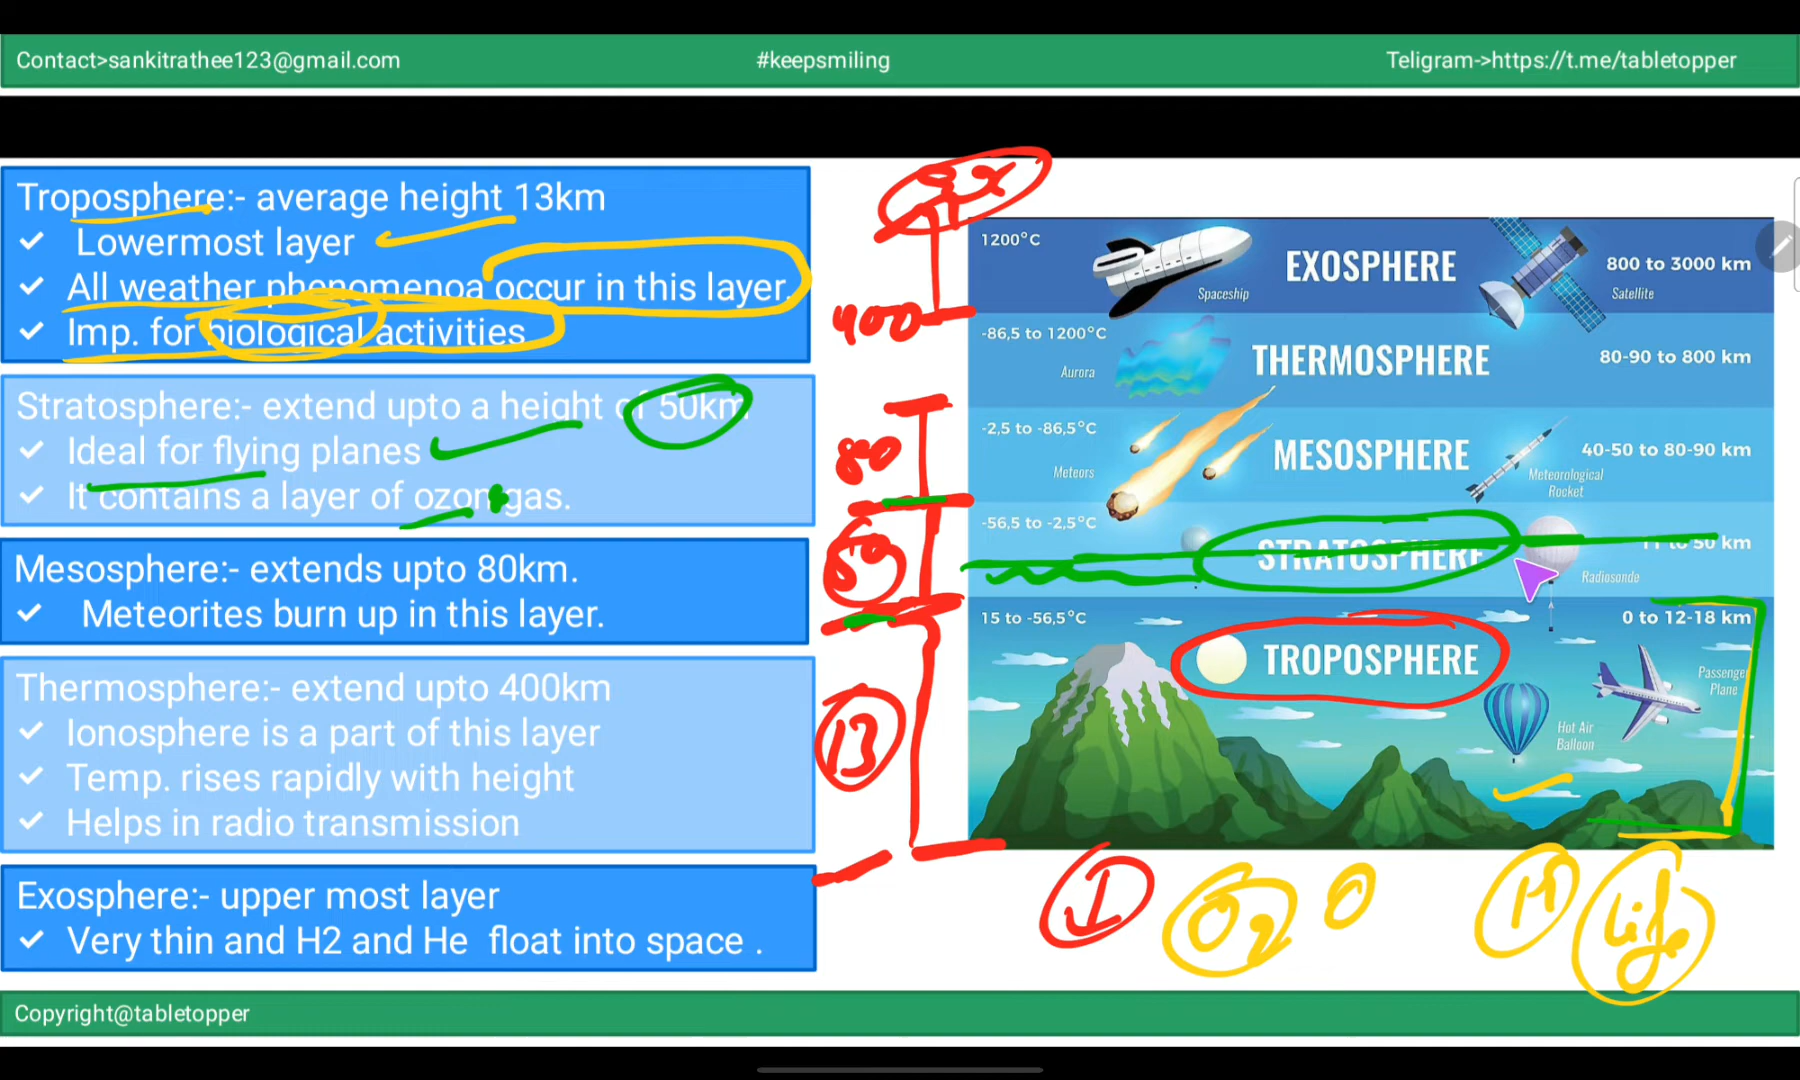 Contact>sankitrathee123@gmail.com
#keepsmiling
Teligram->https://t.me/tabletopper
Troposphere:- average height 13km
✓ Lowermost layer
✓ All weather phenomenoa occur in this layer.
✓ Imp. for biological activities
Stratosphere:- extend upto a height of 50km
✓ Ideal for flying planes
✓ It contains a layer of ozon gas.
Mesosphere:- extends upto 80km.
✓ Meteorites burn up in this layer.
Thermosphere:- extend upto 400km
✓ Ionosphere is a part of this layer
✓ Temp. rises rapidly with height
✓ Helps in radio transmission
Exosphere:- upper most layer
✓ Very thin and H2 and He float into space .
400
80
50
13
1200°C
Spaceship
EXOSPHERE
800 to 3000 km
Satellite
-86,5 to 1200°C
Aurora
THERMOSPHERE
80-90 to 800 km
-2,5 to -86,5°C
Meteors
MESOSPHERE
40-50 to 80-90 km
Meteorological
Rocket
-56,5 to -2,5°C
STRATOSPHERE
11 to 50 km
Radiosonde
15 to -56,5°C
TROPOSPHERE
0 to 12-18 km
Passenger
Plane
Hot Air
Balloon
I
O2
life
Copyright@tabletopper